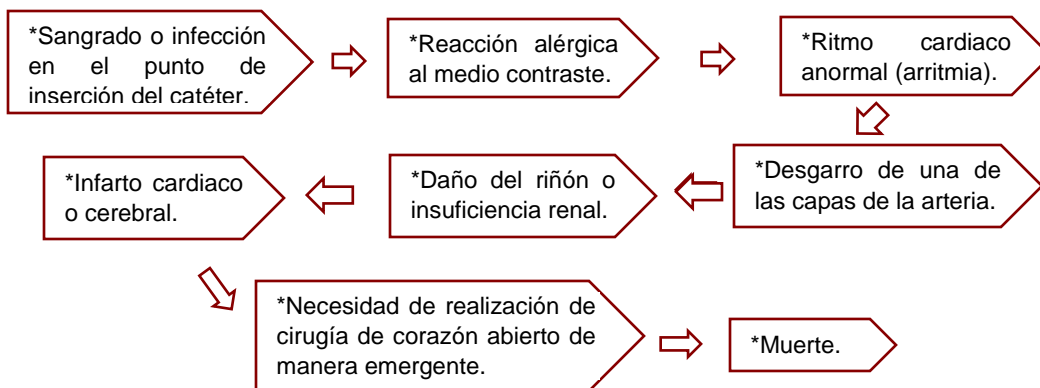 *Sangrado o infección
en el punto de
inserción del catéter.
*Reacción alérgica
al medio contraste.
*Ritmo cardiaco
anormal (arritmia).
*Desgarro de una de
las capas de la arteria.
*Daño del riñón o
insuficiencia renal.
*Infarto cardiaco
o cerebral.
*Necesidad de realización de
cirugía de corazón abierto de
manera emergente.
*Muerte.